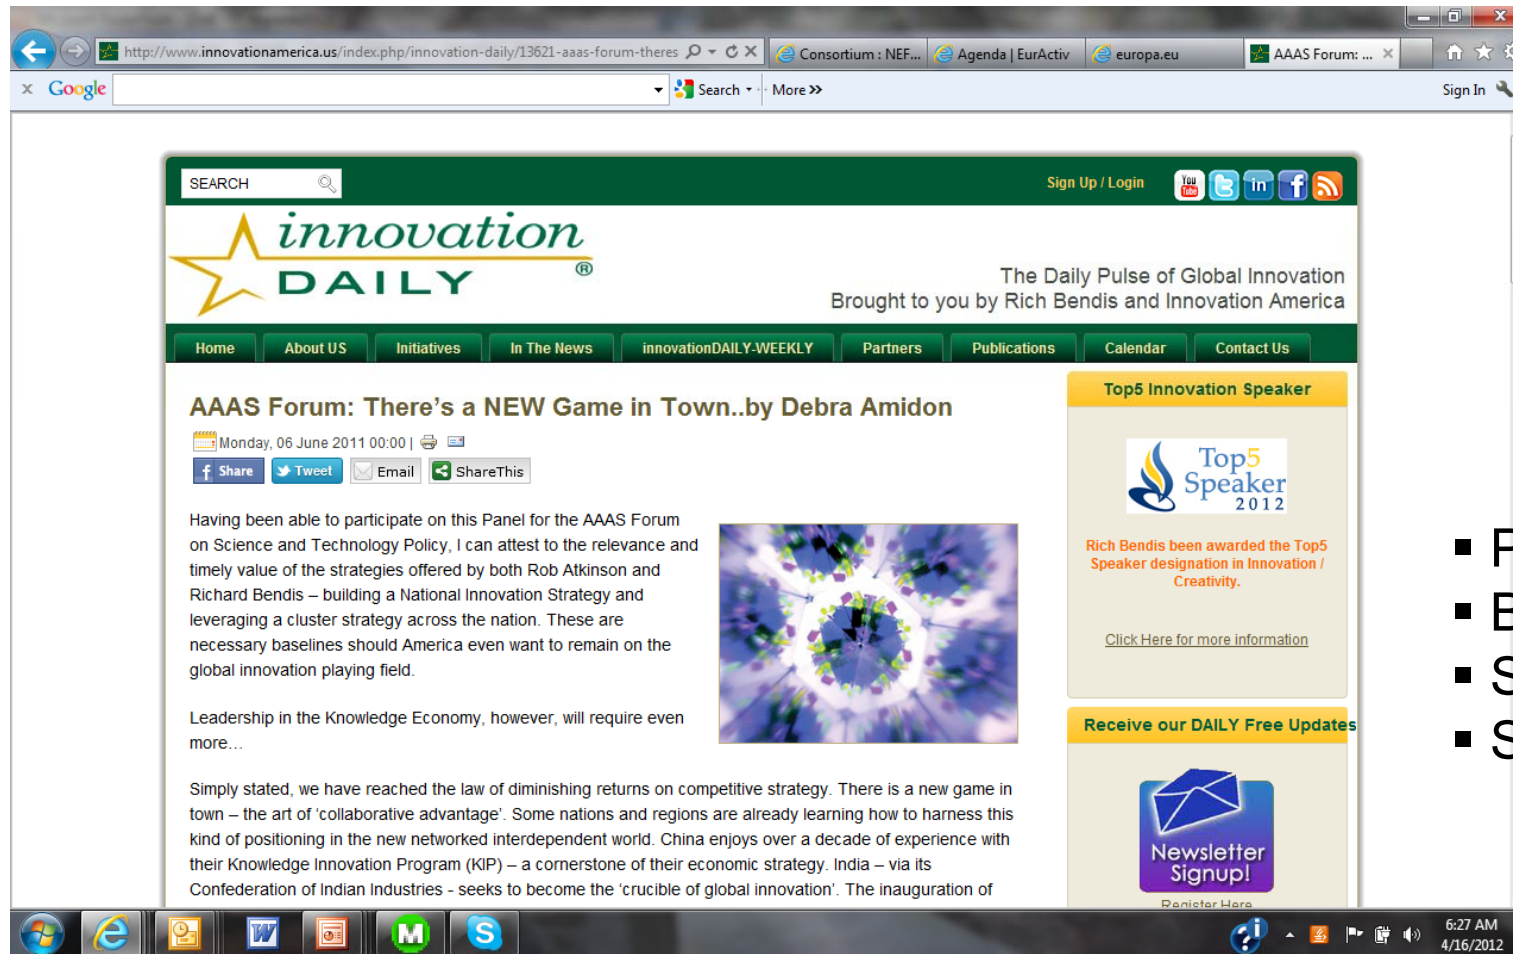 http://www.innovationamerica.us/index.php/innovation-daily/13621-aaas-forum-theres
Consortium : NEF...
Agenda | EurActiv
europa.eu
AAAS Forum: ...
x Google
Search
More >>
Sign In
SEARCH
Sign Up / Login
You Tube
in
f
innovation
DAILY ®
The Daily Pulse of Global Innovation
Brought to you by Rich Bendis and Innovation America
Home About US Initiatives In The News innovationDAILY-WEEKLY Partners Publications Calendar Contact Us
AAAS Forum: There's a NEW Game in Town..by Debra Amidon
Monday, 06 June 2011 00:00 |
f Share Tweet Email ShareThis
Having been able to participate on this Panel for the AAAS Forum
on Science and Technology Policy, I can attest to the relevance and
timely value of the strategies offered by both Rob Atkinson and
Richard Bendis – building a National Innovation Strategy and
leveraging a cluster strategy across the nation. These are
necessary baselines should America even want to remain on the
global innovation playing field.
Leadership in the Knowledge Economy, however, will require even
more…
Simply stated, we have reached the law of diminishing returns on competitive strategy. There is a new game in
town – the art of 'collaborative advantage'. Some nations and regions are already learning how to harness this
kind of positioning in the new networked interdependent world. China enjoys over a decade of experience with
their Knowledge Innovation Program (KIP) – a cornerstone of their economic strategy. India – via its
Confederation of Indian Industries - seeks to become the 'crucible of global innovation'. The inauguration of
Top5 Innovation Speaker
Top5
Speaker
2012
Rich Bendis been awarded the Top5
Speaker designation in Innovation /
Creativity.
Click Here for more information
Receive our DAILY Free Updates
Newsletter
Signup!
Register Here
6:27 AM
4/16/2012